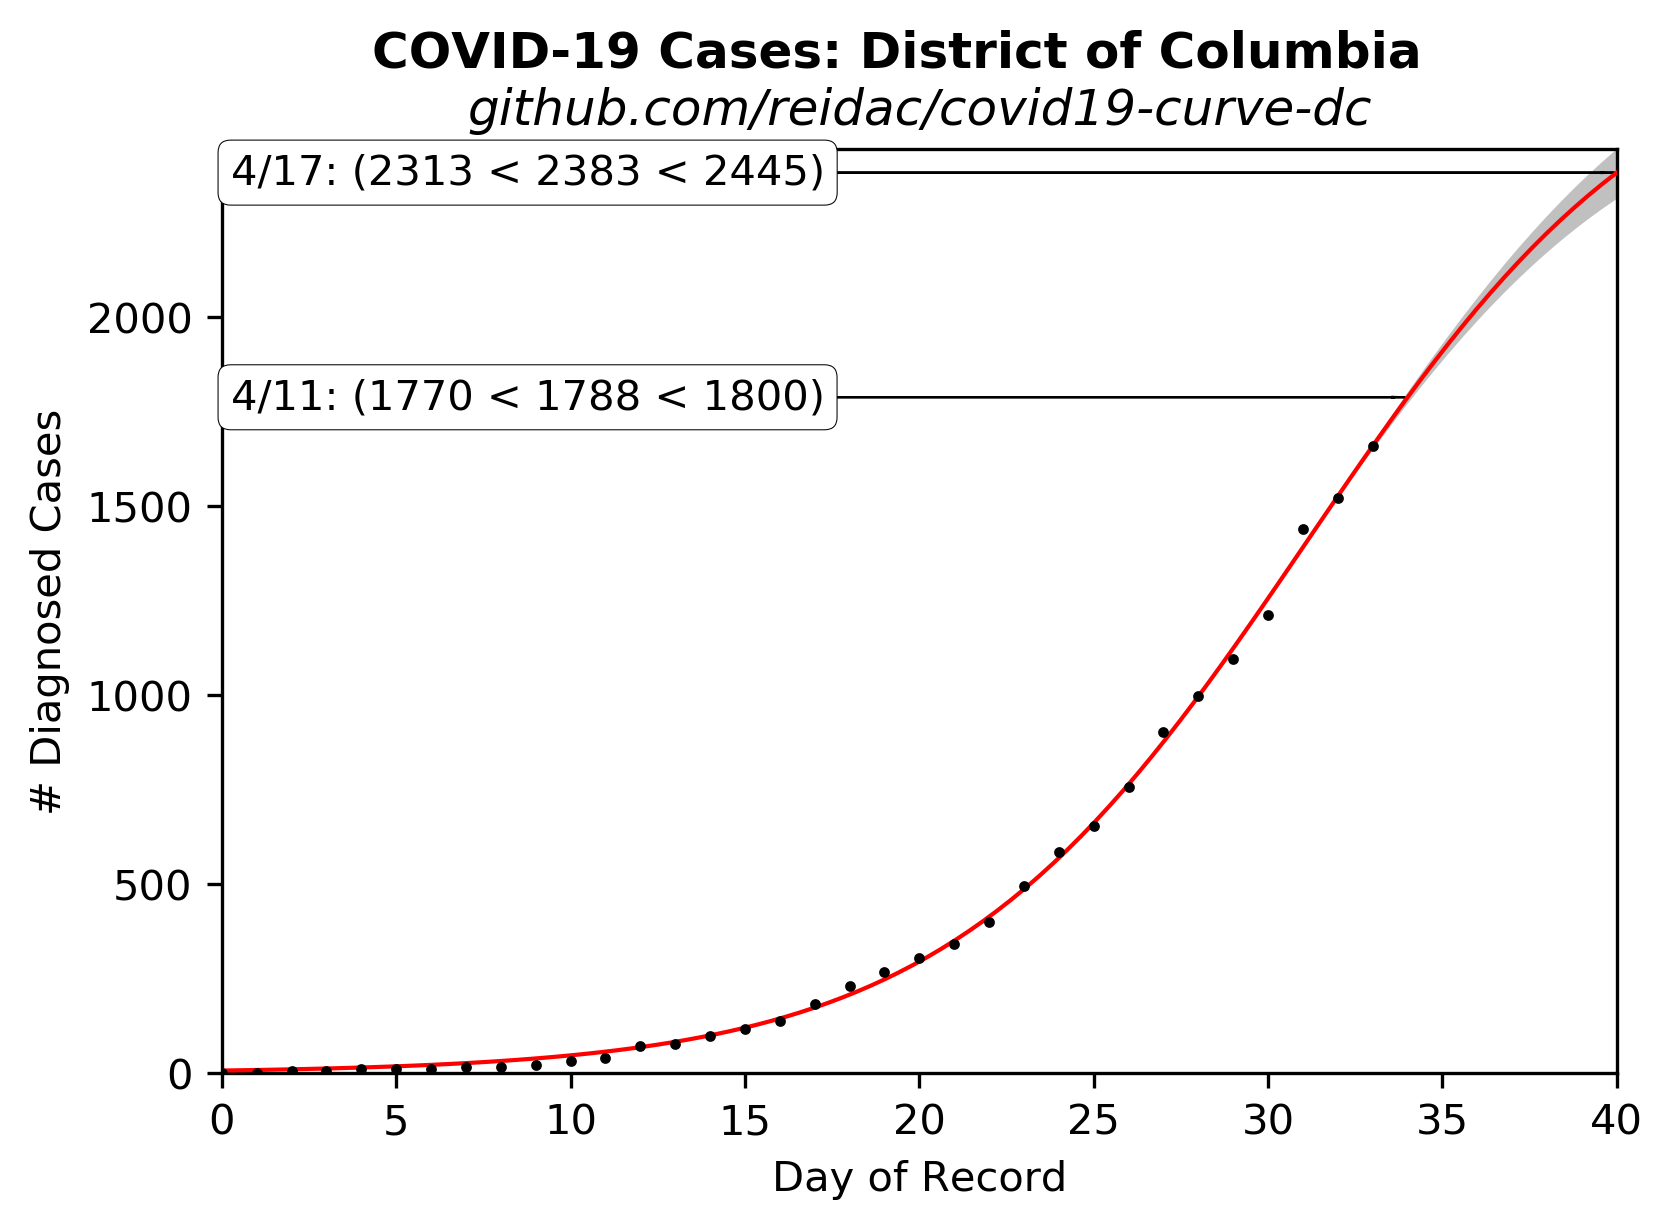 COVID-19 Cases: District of Columbia
github.com/reidac/covid19-curve-dc
4/17: (2313 < 2383 < 2445)
4/11: (1770 < 1788 < 1800)
# Diagnosed Cases
2000
1500
1000
500
0
0 5 10 15 20 25 30 35 40
Day of Record